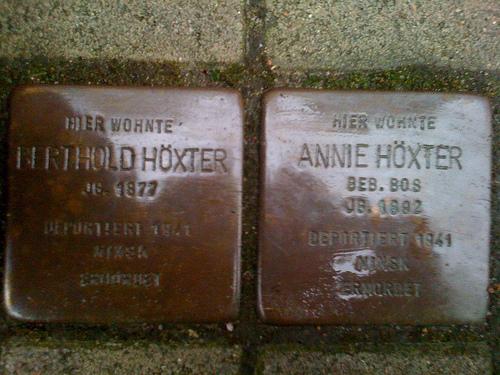 HIER WOHNTE
BERTHOLD HÖXTER
JG. 1877
DEPORTIERT 1941
MINSK
ERMORDET
HIER WOHNTE
ANNIE HÖXTER
GEB. BOS
JG. 1892
DEPORTIERT 1941
MINSK
ERMORDET